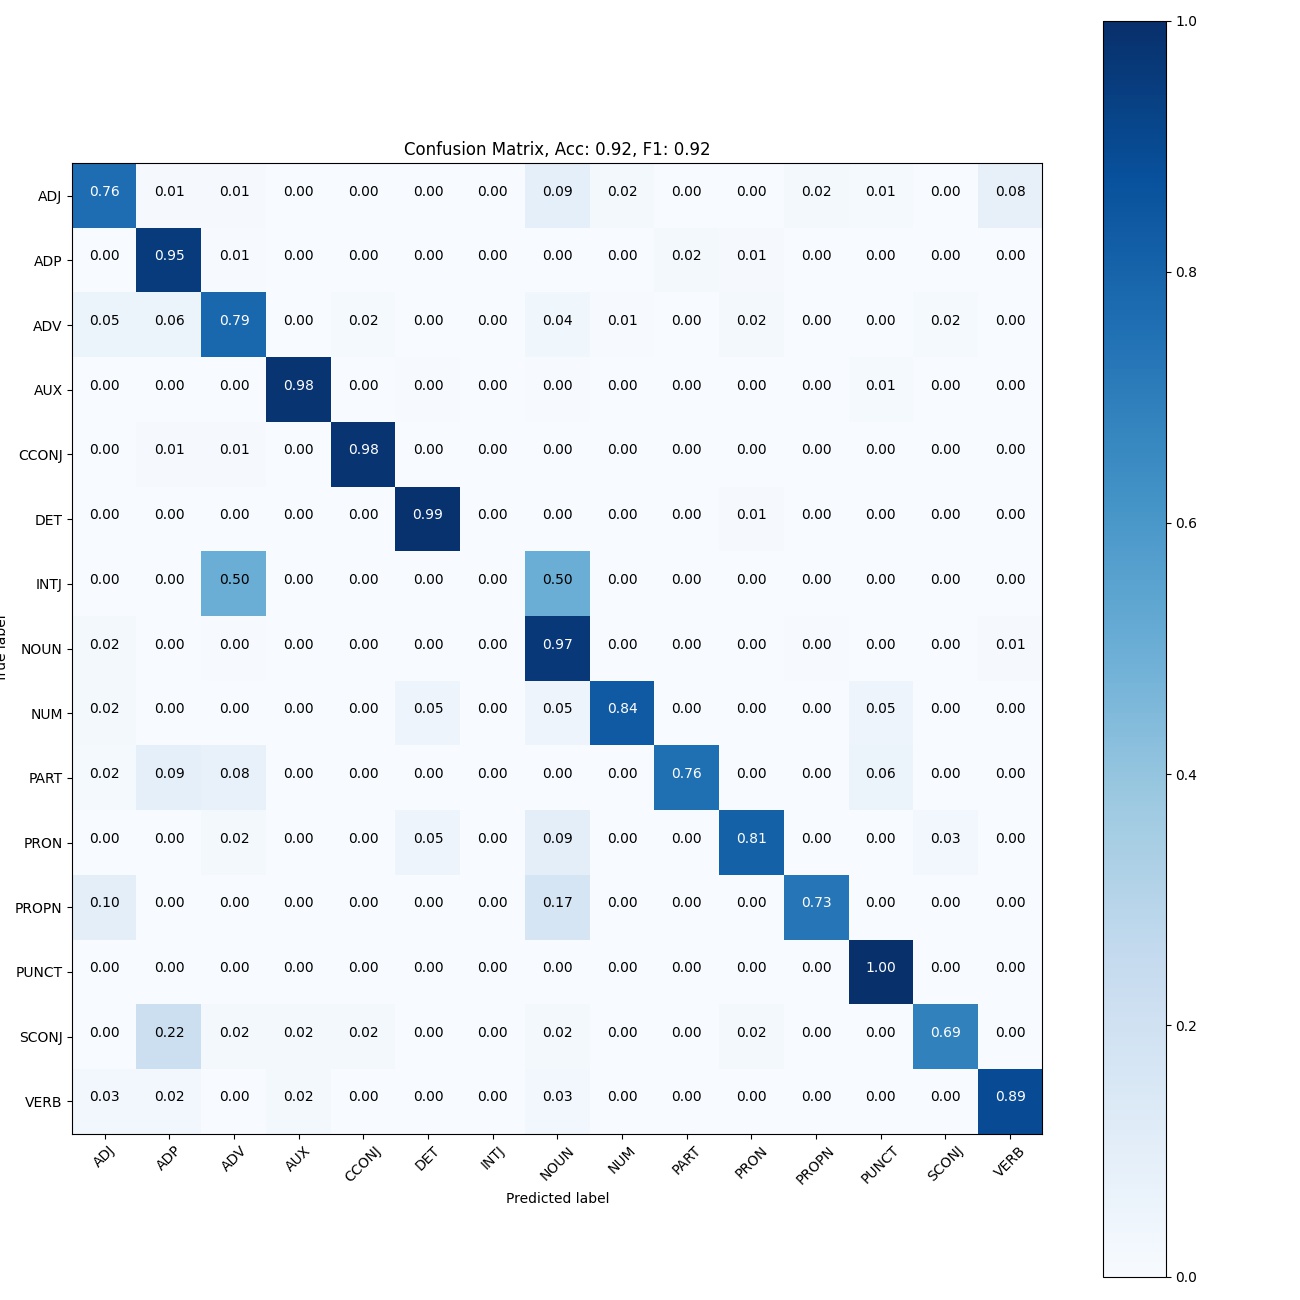 Confusion Matrix, Acc: 0.92, F1: 0.92
ADJ 0.76 0.01 0.01 0.00 0.00 0.00 0.00 0.09 0.02 0.00 0.00 0.02 0.01 0.00 0.08
ADP 0.00 0.95 0.01 0.00 0.00 0.00 0.00 0.00 0.00 0.02 0.01 0.00 0.00 0.00 0.00
ADV 0.05 0.06 0.79 0.00 0.02 0.00 0.00 0.04 0.01 0.00 0.02 0.00 0.00 0.02 0.00
AUX 0.00 0.00 0.00 0.98 0.00 0.00 0.00 0.00 0.00 0.00 0.00 0.00 0.01 0.00 0.00
CCONJ 0.00 0.01 0.01 0.00 0.98 0.00 0.00 0.00 0.00 0.00 0.00 0.00 0.00 0.00 0.00
DET 0.00 0.00 0.00 0.00 0.00 0.99 0.00 0.00 0.00 0.00 0.01 0.00 0.00 0.00 0.00
INTJ 0.00 0.00 0.50 0.00 0.00 0.00 0.00 0.50 0.00 0.00 0.00 0.00 0.00 0.00 0.00
NOUN 0.02 0.00 0.00 0.00 0.00 0.00 0.00 0.97 0.00 0.00 0.00 0.00 0.00 0.00 0.01
NUM 0.02 0.00 0.00 0.00 0.00 0.05 0.00 0.05 0.84 0.00 0.00 0.00 0.05 0.00 0.00
PART 0.02 0.09 0.08 0.00 0.00 0.00 0.00 0.00 0.00 0.76 0.00 0.00 0.06 0.00 0.00
PRON 0.00 0.00 0.02 0.00 0.00 0.05 0.00 0.09 0.00 0.00 0.81 0.00 0.00 0.03 0.00
PROPN 0.10 0.00 0.00 0.00 0.00 0.00 0.00 0.17 0.00 0.00 0.00 0.73 0.00 0.00 0.00
PUNCT 0.00 0.00 0.00 0.00 0.00 0.00 0.00 0.00 0.00 0.00 0.00 0.00 1.00 0.00 0.00
SCONJ 0.00 0.22 0.02 0.02 0.02 0.00 0.00 0.02 0.00 0.00 0.02 0.00 0.00 0.69 0.00
VERB 0.03 0.02 0.00 0.02 0.00 0.00 0.00 0.03 0.00 0.00 0.00 0.00 0.00 0.00 0.89
ADJ ADP ADV AUX CCONJ DET INTJ NOUN NUM PART PRON PROPN PUNCT SCONJ VERB
Predicted label
1.0
0.8
0.6
0.4
0.2
0.0